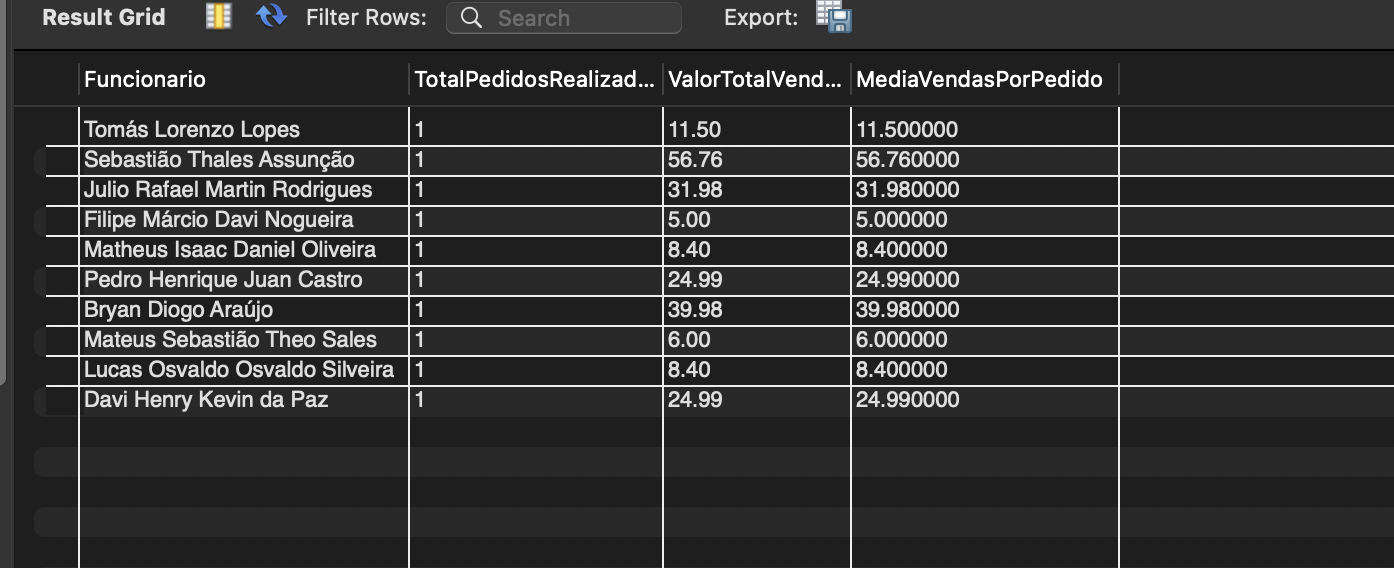 Result Grid Filter Rows: Search Export:
Funcionario TotalPedidosRealizad... ValorTotalVend... MediaVendasPorPedido
Tomás Lorenzo Lopes 1 11.50 11.500000
Sebastião Thales Assunção 1 56.76 56.760000
Julio Rafael Martin Rodrigues 1 31.98 31.980000
Filipe Márcio Davi Nogueira 1 5.00 5.000000
Matheus Isaac Daniel Oliveira 1 8.40 8.400000
Pedro Henrique Juan Castro 1 24.99 24.990000
Bryan Diogo Araújo 1 39.98 39.980000
Mateus Sebastião Theo Sales 1 6.00 6.000000
Lucas Osvaldo Osvaldo Silveira 1 8.40 8.400000
Davi Henry Kevin da Paz 1 24.99 24.990000